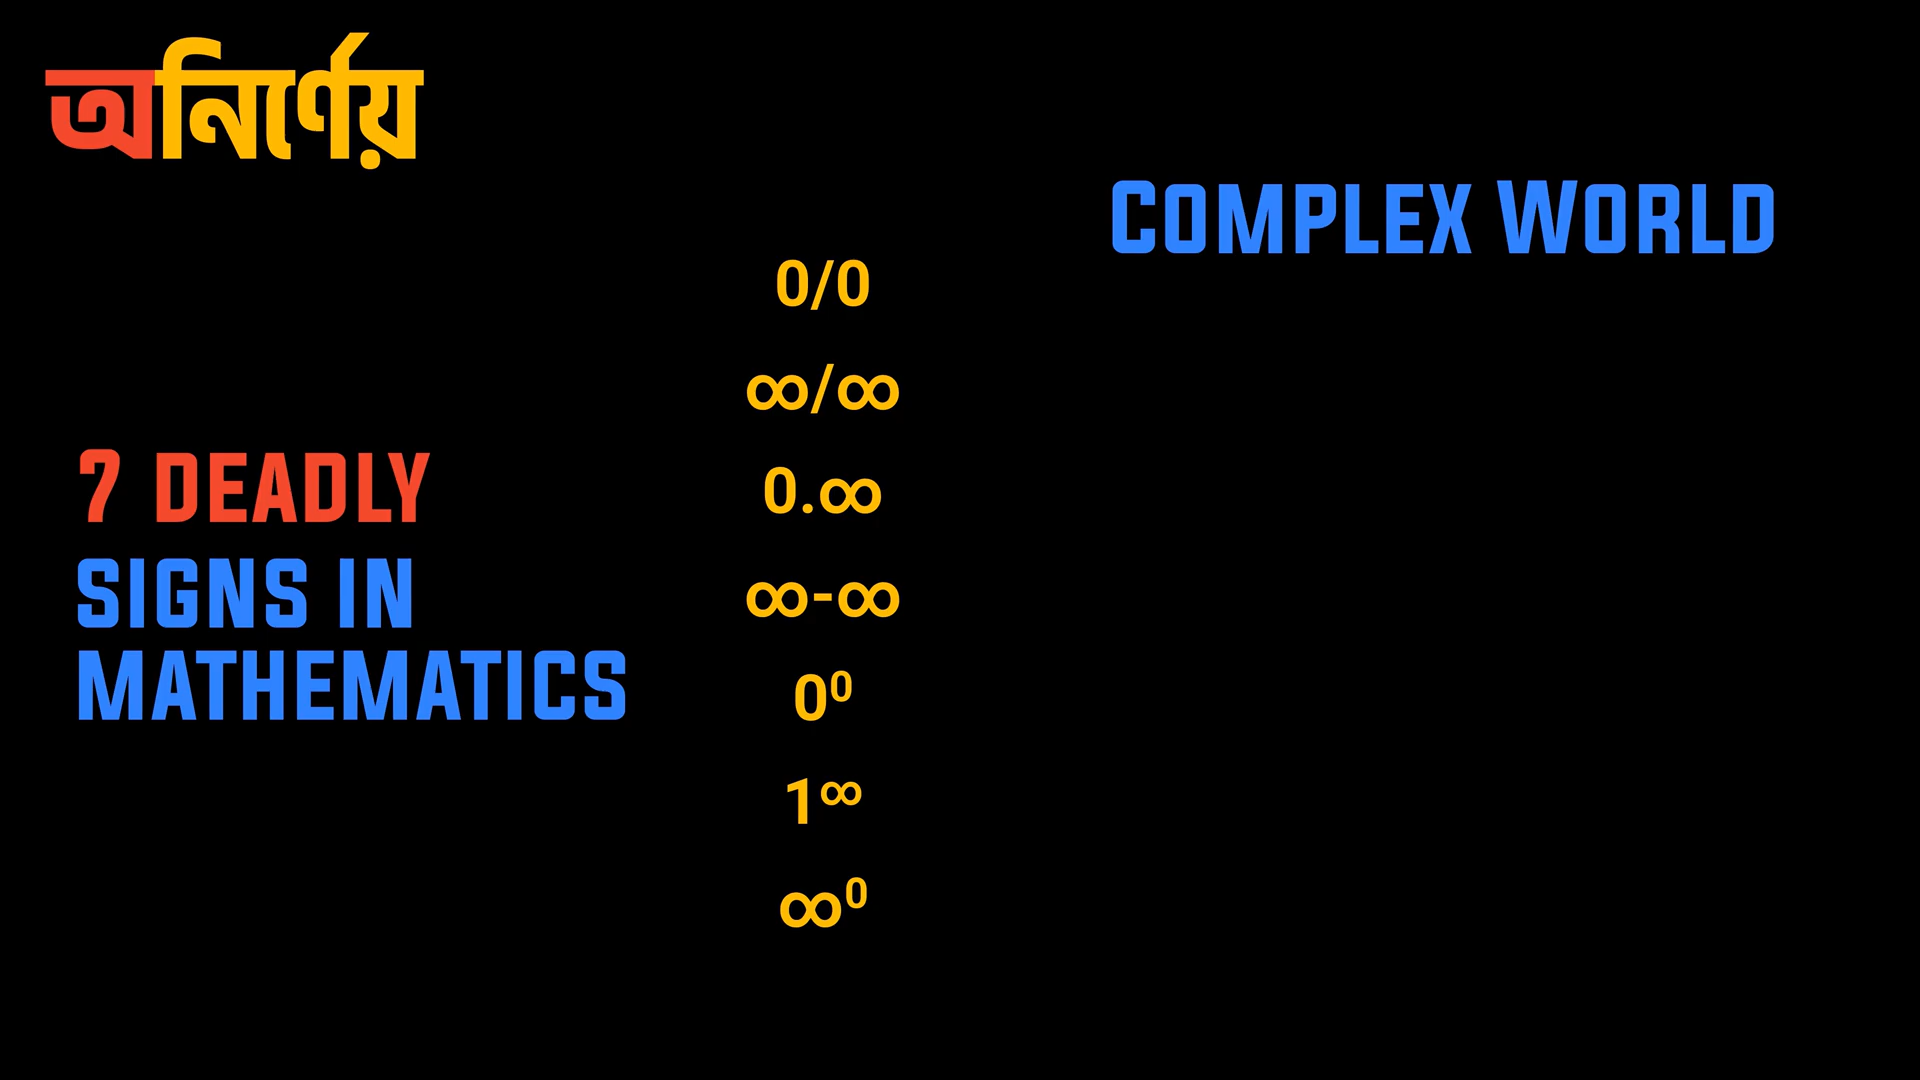 অনির্ণেয়
COMPLEX WORLD
0/0
∞/∞
0.∞
∞-∞
0⁰
1^∞
∞⁰
7 DEADLY
SIGNS IN
MATHEMATICS